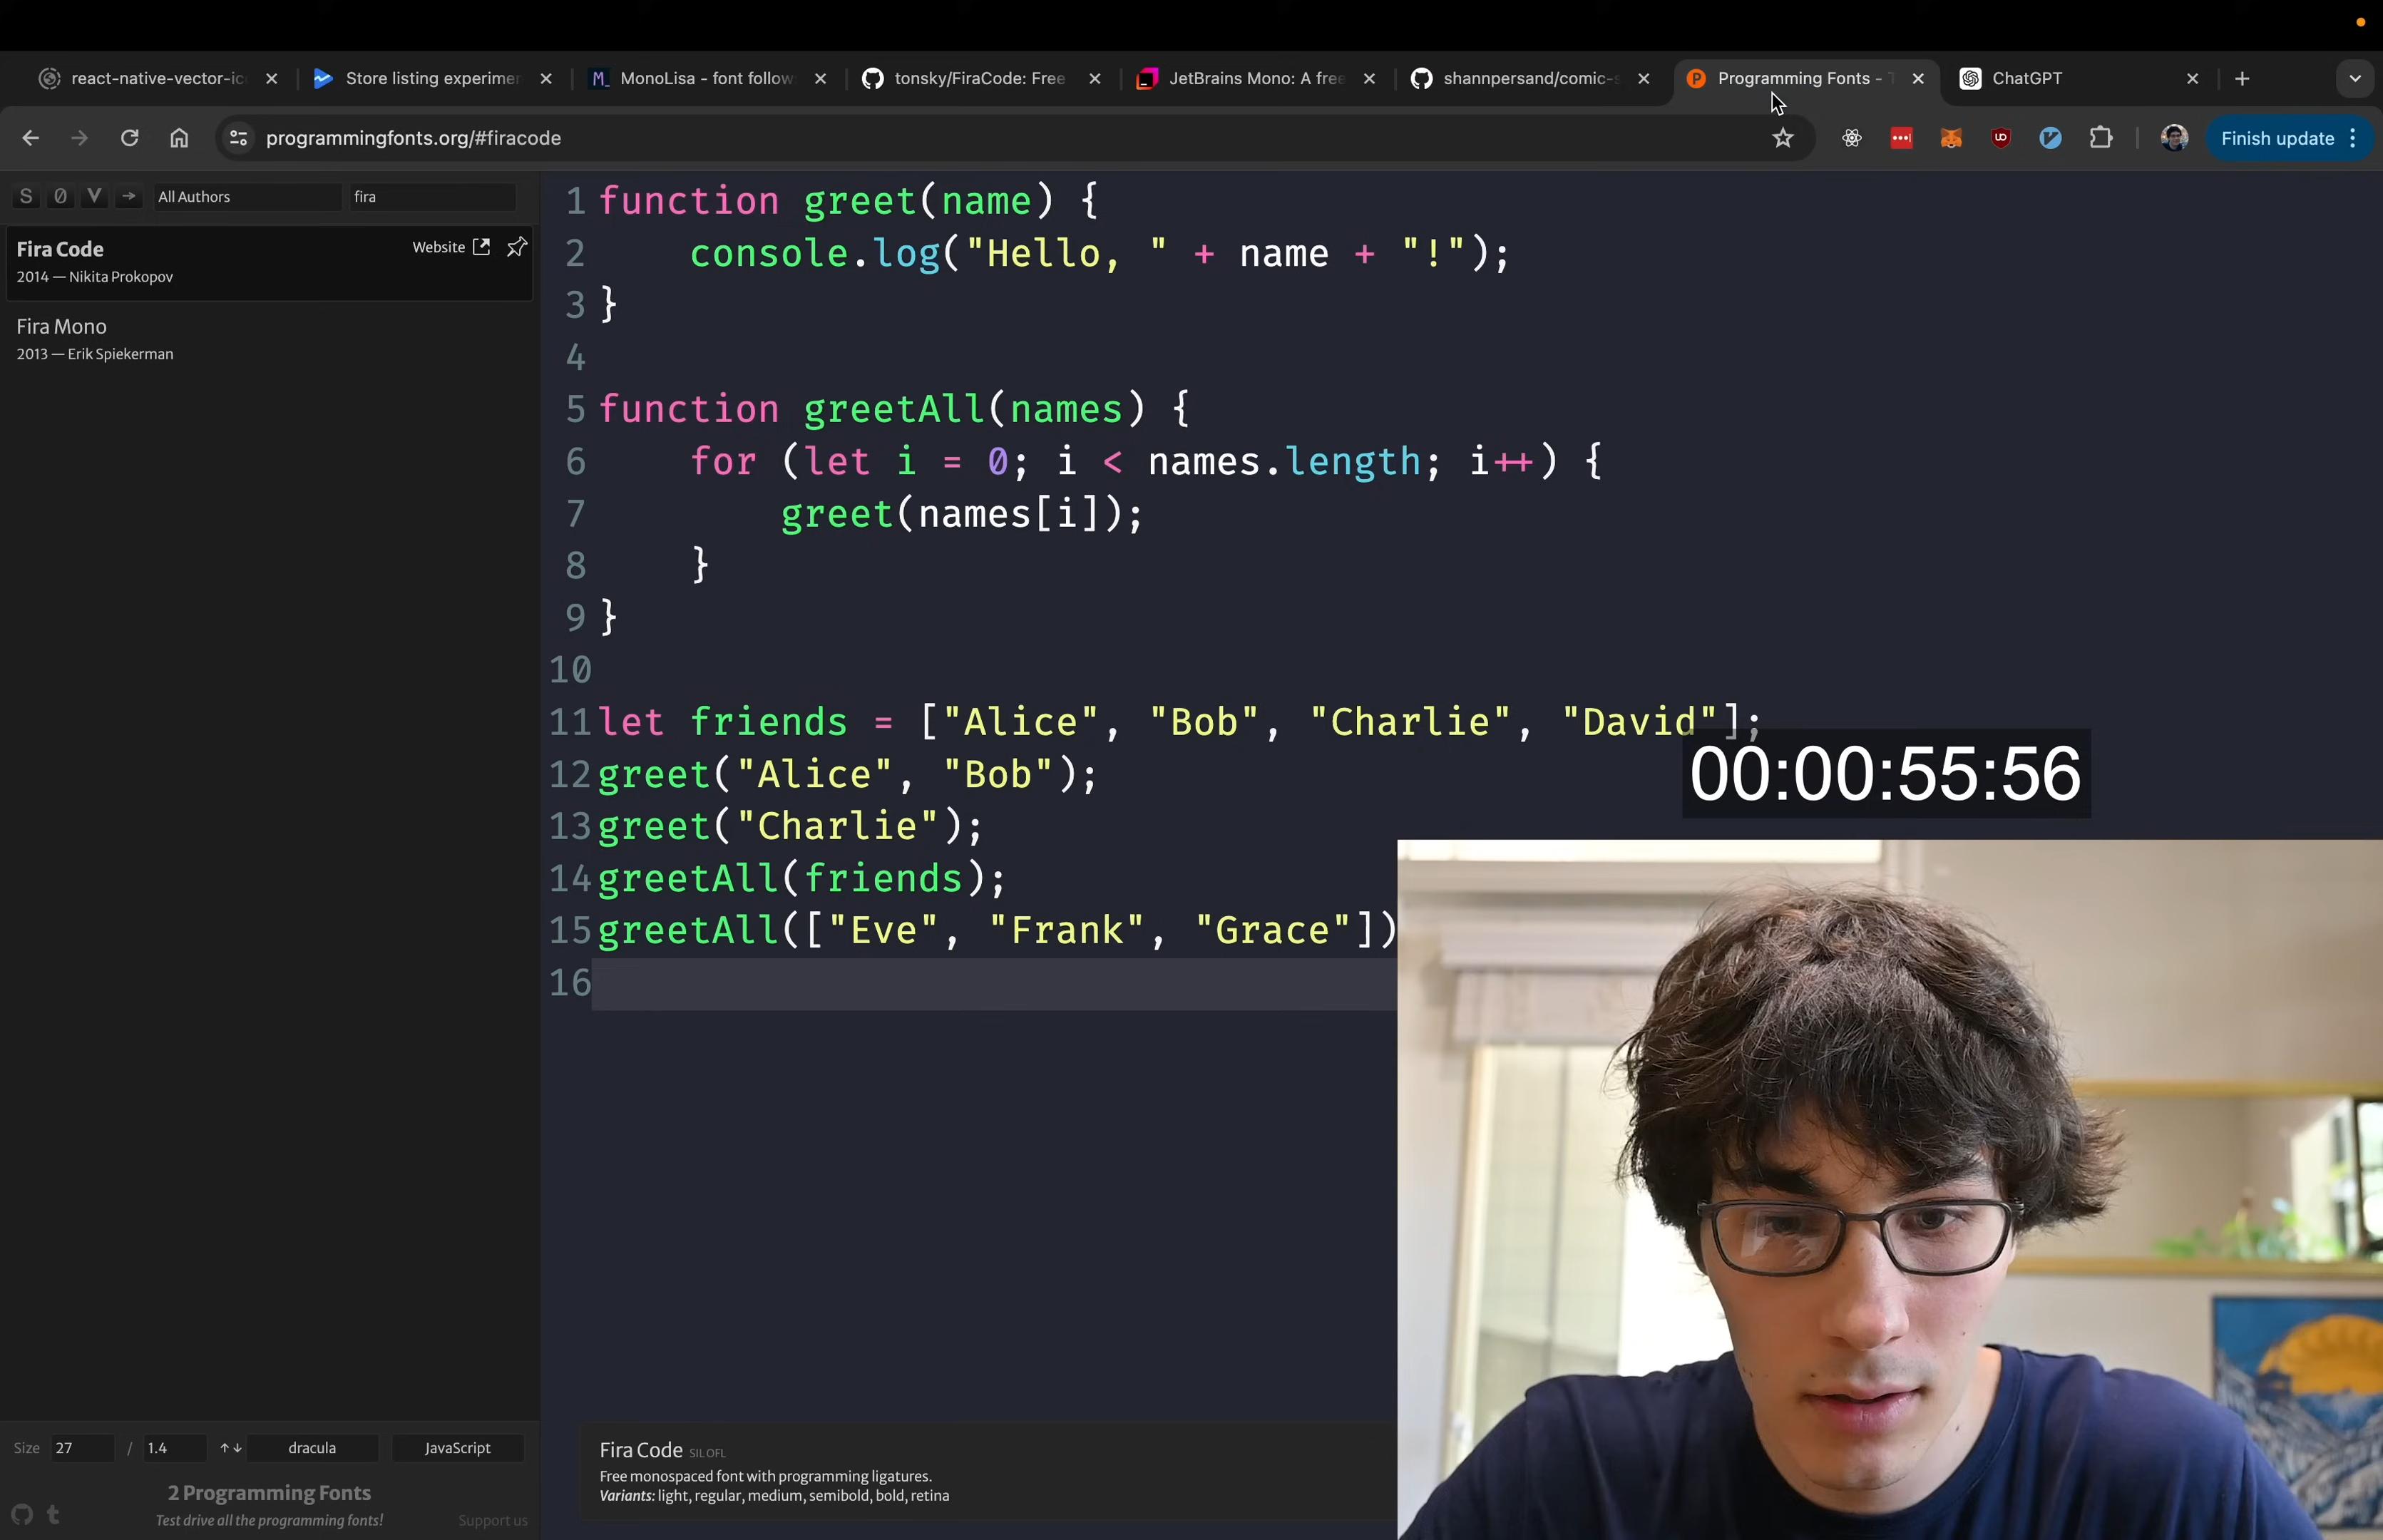 react-native-vector-ic
Store listing experimen
MonoLisa - font follow
tonsky/FiraCode: Free
JetBrains Mono: A free
shannpersand/comic-s
Programming Fonts - T
ChatGPT
programmingfonts.org/#firacode
Finish update
S 0 V → All Authors fira
Fira Code Website
2014 — Nikita Prokopov
Fira Mono
2013 — Erik Spiekerman
1 function greet(name) {
2 console.log("Hello, " + name + "!");
3 }
4
5 function greetAll(names) {
6 for (let i = 0; i < names.length; i++) {
7 greet(names[i]);
8 }
9 }
10
11 let friends = ["Alice", "Bob", "Charlie", "David"];
12 greet("Alice", "Bob");
13 greet("Charlie");
14 greetAll(friends);
15 greetAll(["Eve", "Frank", "Grace"])
16
00:00:55:56
Size 27 / 1.4 ↑↓ dracula JavaScript
2 Programming Fonts
Test drive all the programming fonts!
Support us
Fira Code SIL OFL
Free monospaced font with programming ligatures.
Variants: light, regular, medium, semibold, bold, retina